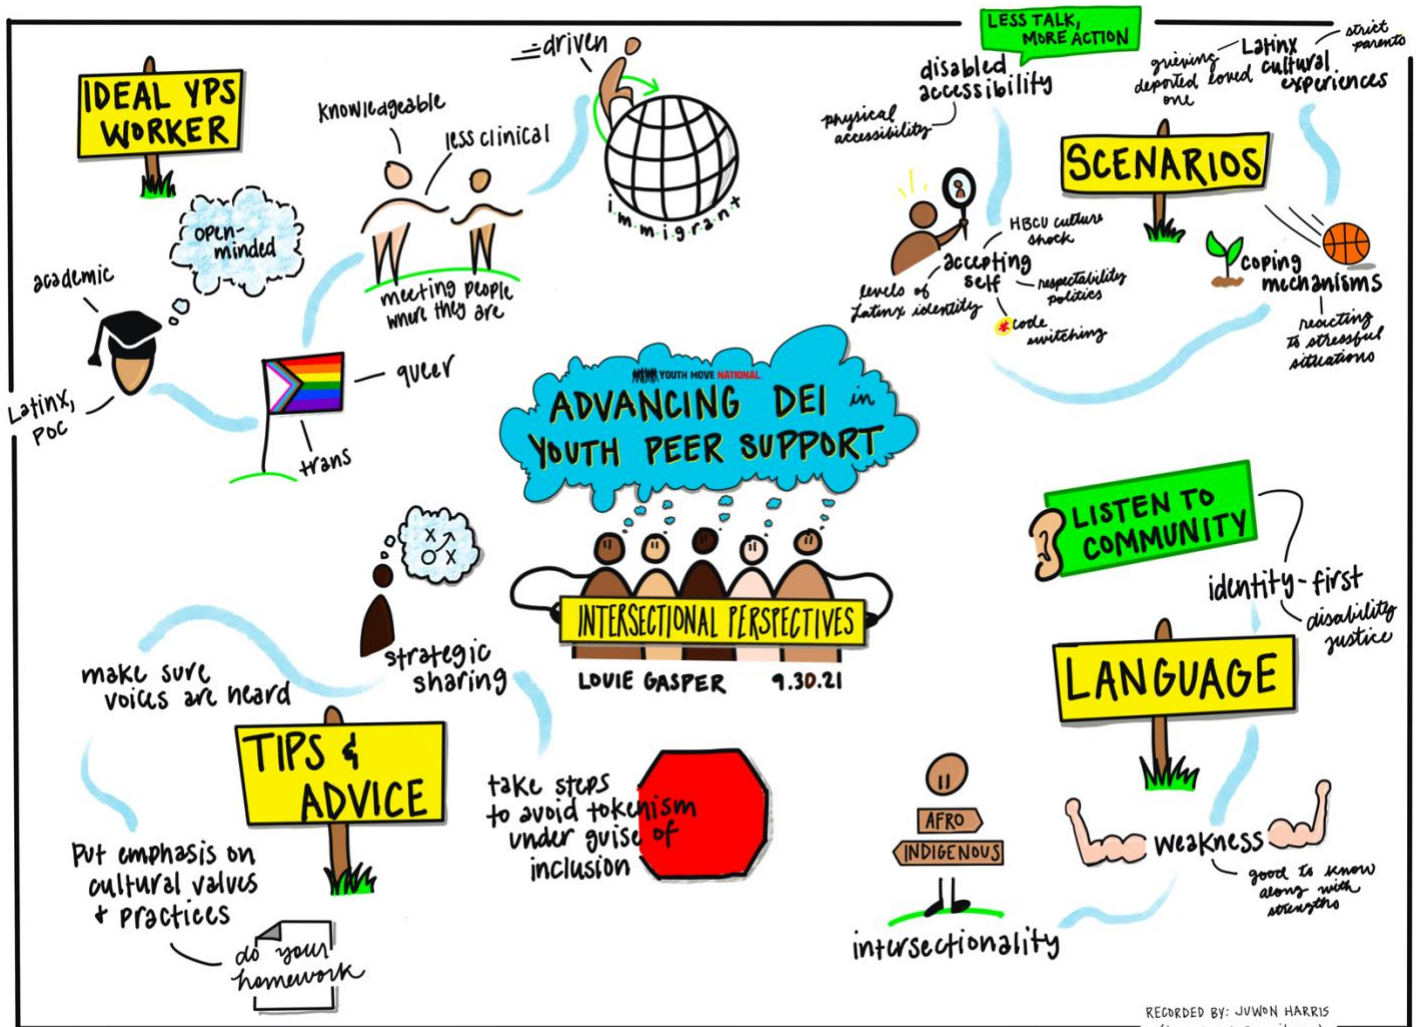 IDEAL YPS
WORKER
academic
Latinx,
POC
open-
minded
queer
trans
Knowledgeable
less clinical
meeting people
where they are
driven
immigrant
LESS TALK,
MORE ACTION
disabled
accessibility
physical
accessibility
Latinx
cultural
experiences
strict
parents
grieving
deported loved
one
SCENARIOS
accepting
self
HBCU culture
shock
respectability
politics
code
switching
levels of
Latinx identity
coping
mechanisms
reacting
to stressful
situations
YOUTH MOVE NATIONAL
ADVANCING DEI in
YOUTH PEER SUPPORT
INTERSECTIONAL PERSPECTIVES
LOUIE GASPER 9.30.21
LISTEN TO
COMMUNITY
identity-first
disability
justice
LANGUAGE
weakness
good to know
along with
strengths
AFRO
INDIGENOUS
intersectionality
X
O X
strategic
sharing
make sure
voices are heard
TIPS &
ADVICE
put emphasis on
cultural values
+ practices
do your
homework
take steps
to avoid tokenism
under guise of
inclusion
RECORDED BY: JUWON HARRIS